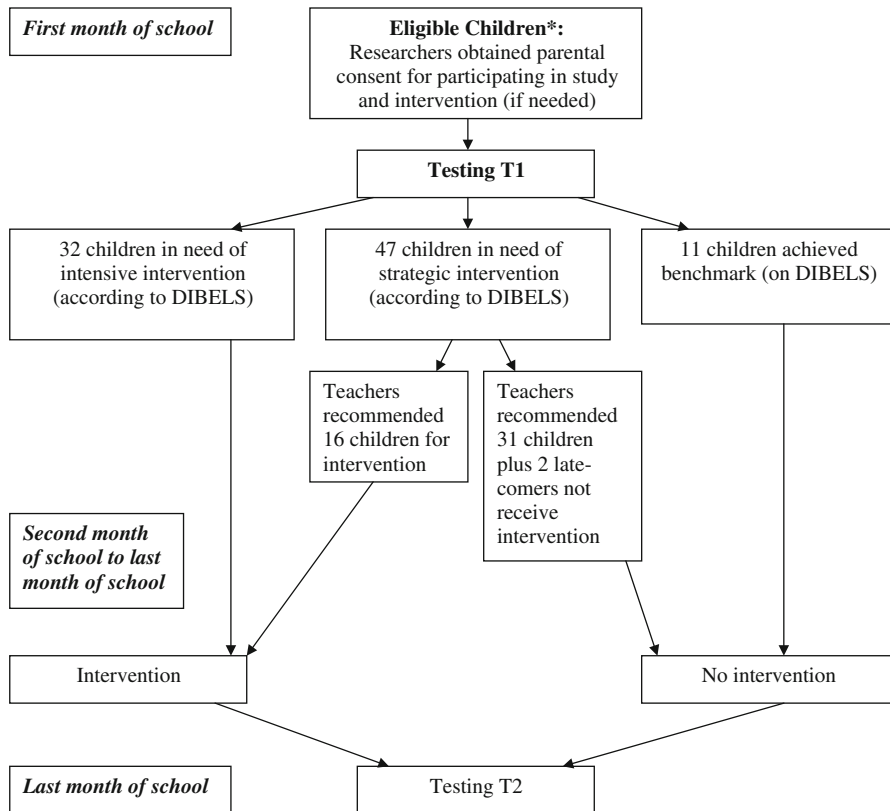 First month of school
Eligible Children*:
Researchers obtained parental
consent for participating in study
and intervention (if needed)
Testing T1
32 children in need of
intensive intervention
(according to DIBELS)
47 children in need of
strategic intervention
(according to DIBELS)
11 children achieved
benchmark (on DIBELS)
Teachers
recommended
16 children for
intervention
Teachers
recommended
31 children
plus 2 late-
comers not
receive
intervention
Second month
of school to last
month of school
Intervention
No intervention
Last month of school
Testing T2